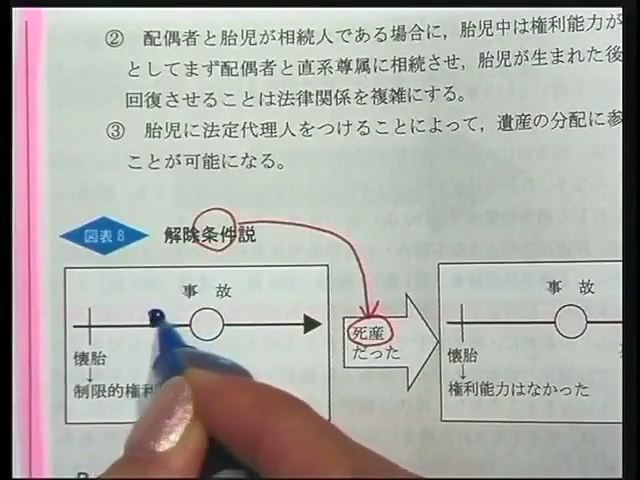 ② 配偶者と胎児が相続人である場合に，胎児中は権利能力が
としてまず配偶者と直系尊属に相続させ，胎児が生まれた後
回復させることは法律関係を複雑にする。
③ 胎児に法定代理人をつけることによって，遺産の分配に参
ことが可能になる。
図表8 解除条件説
事故
懐胎
↓
制限的権利
死産
だった
事故
懐胎
↓
権利能力はなかった